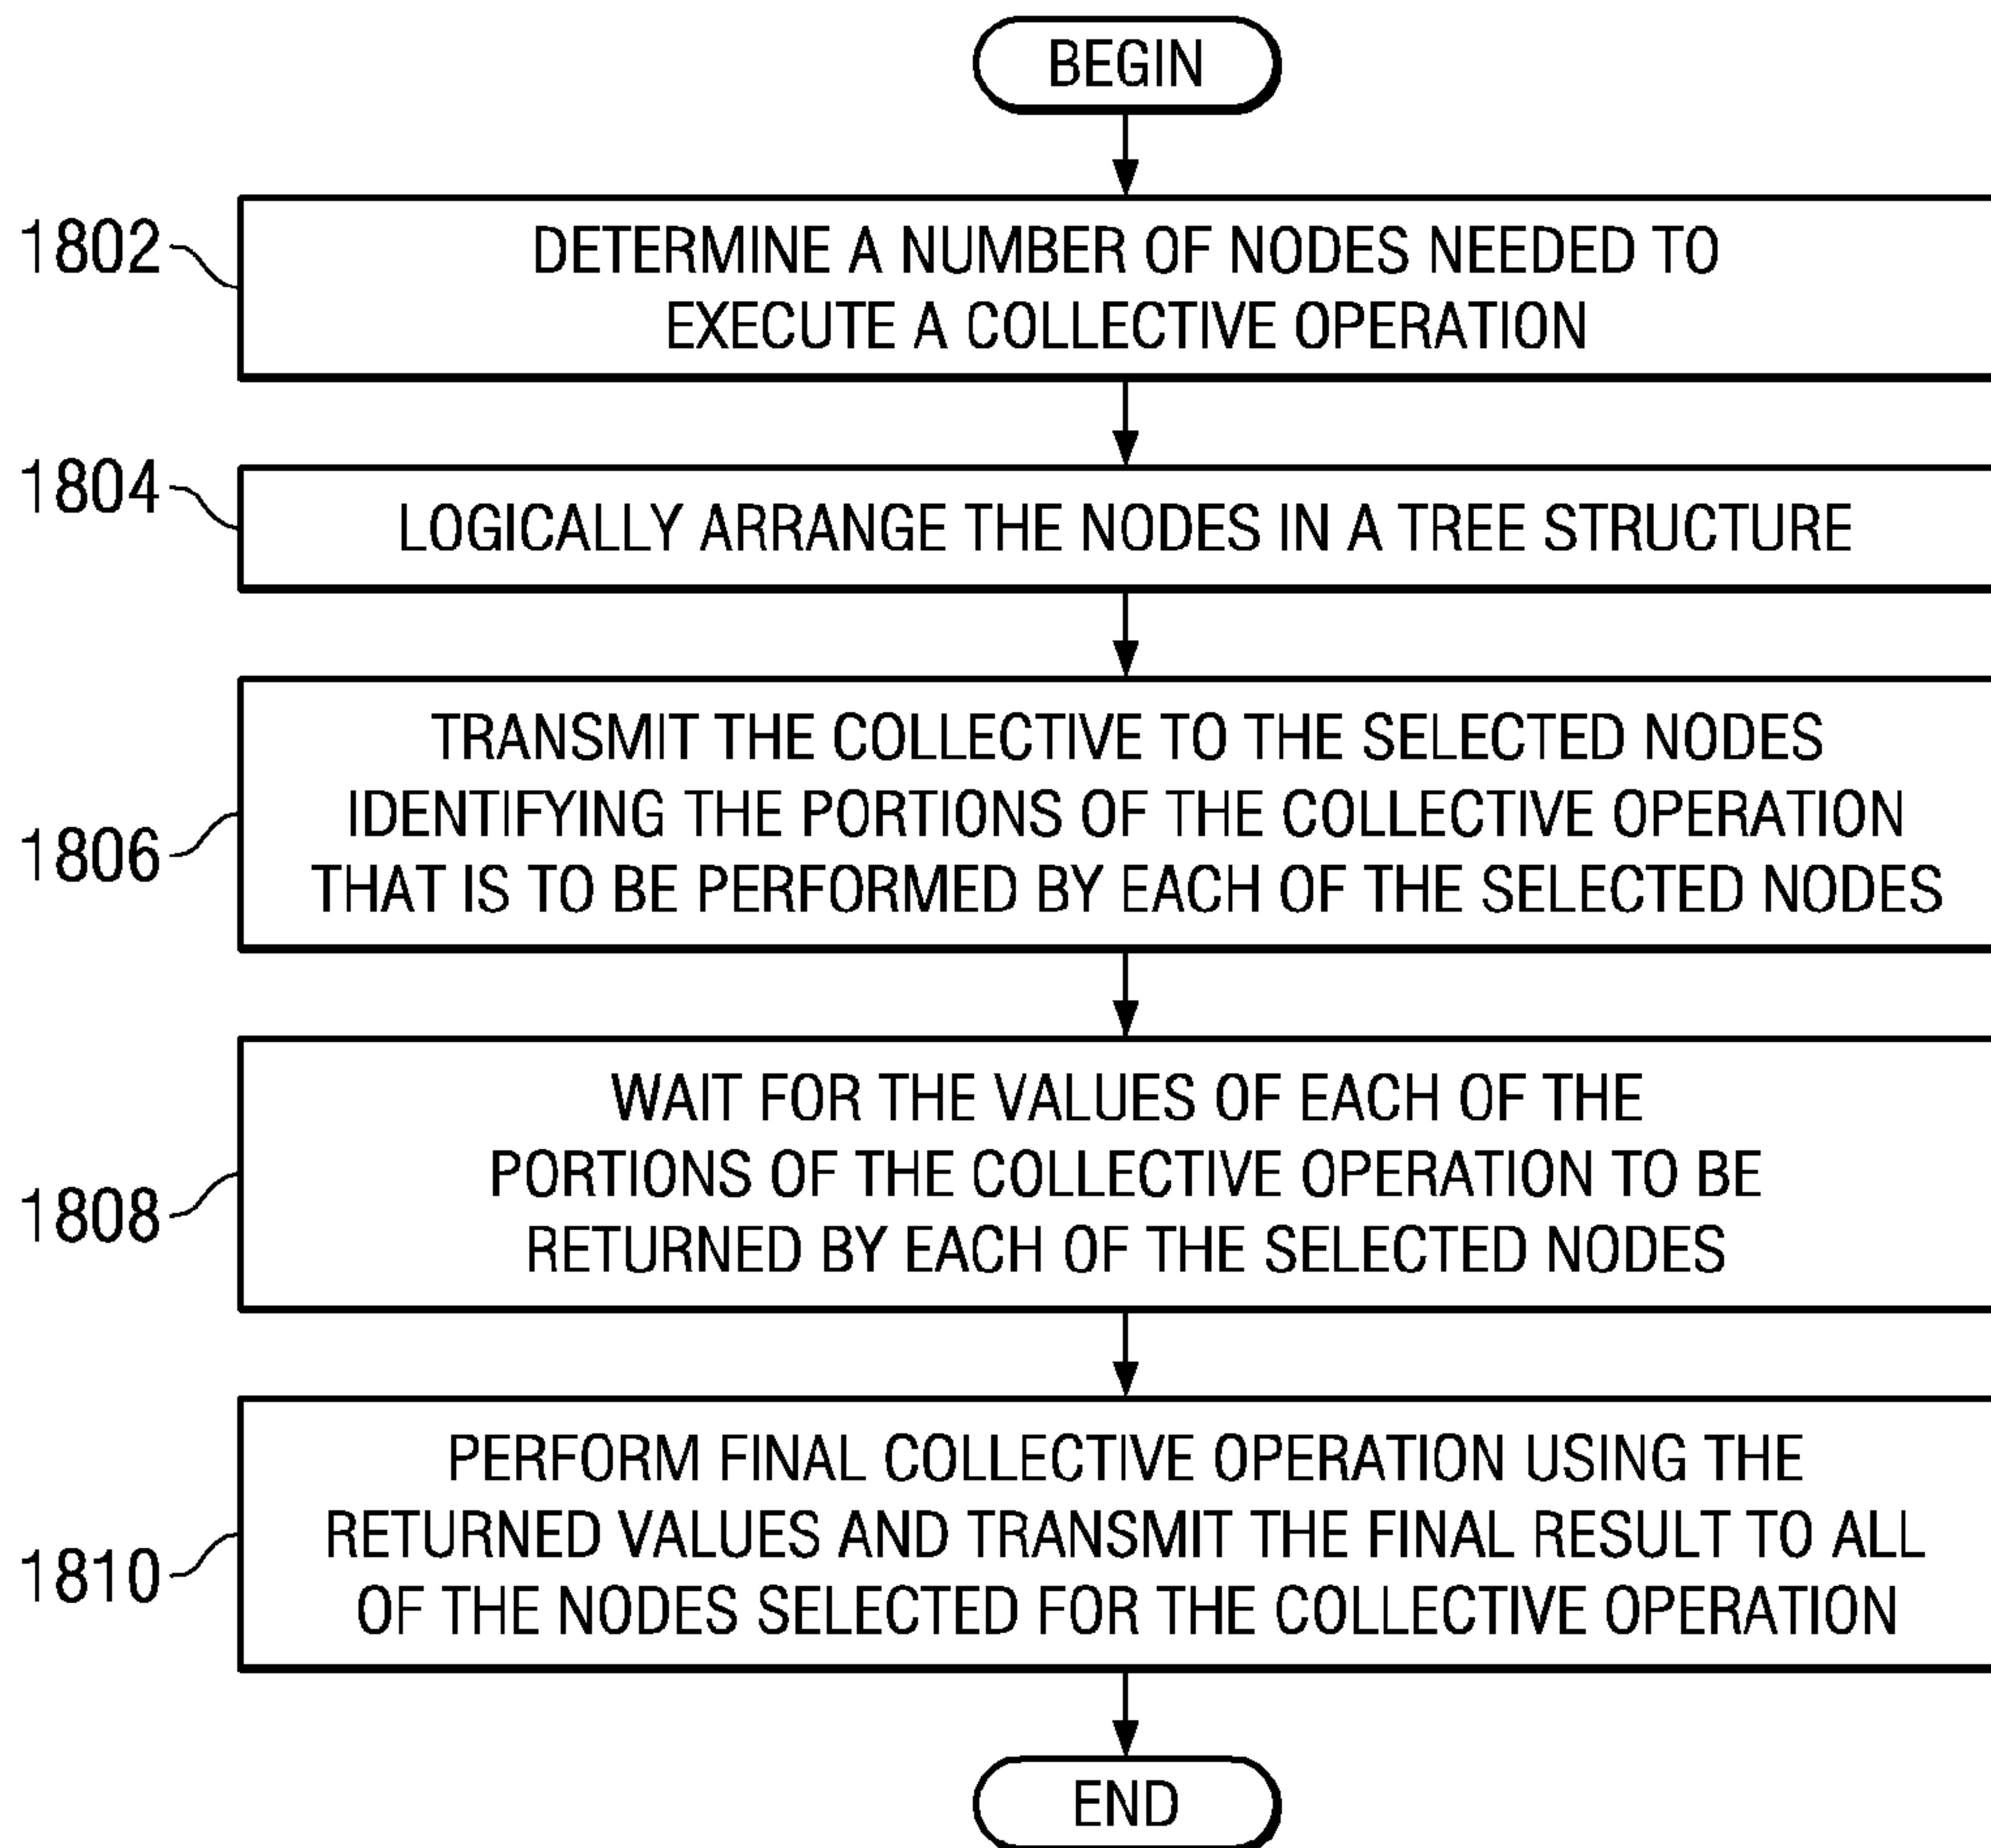 BEGIN
1802
DETERMINE A NUMBER OF NODES NEEDED TO
EXECUTE A COLLECTIVE OPERATION
1804
LOGICALLY ARRANGE THE NODES IN A TREE STRUCTURE
1806
TRANSMIT THE COLLECTIVE TO THE SELECTED NODES
IDENTIFYING THE PORTIONS OF THE COLLECTIVE OPERATION
THAT IS TO BE PERFORMED BY EACH OF THE SELECTED NODES
1808
WAIT FOR THE VALUES OF EACH OF THE
PORTIONS OF THE COLLECTIVE OPERATION TO BE
RETURNED BY EACH OF THE SELECTED NODES
1810
PERFORM FINAL COLLECTIVE OPERATION USING THE
RETURNED VALUES AND TRANSMIT THE FINAL RESULT TO ALL
OF THE NODES SELECTED FOR THE COLLECTIVE OPERATION
END